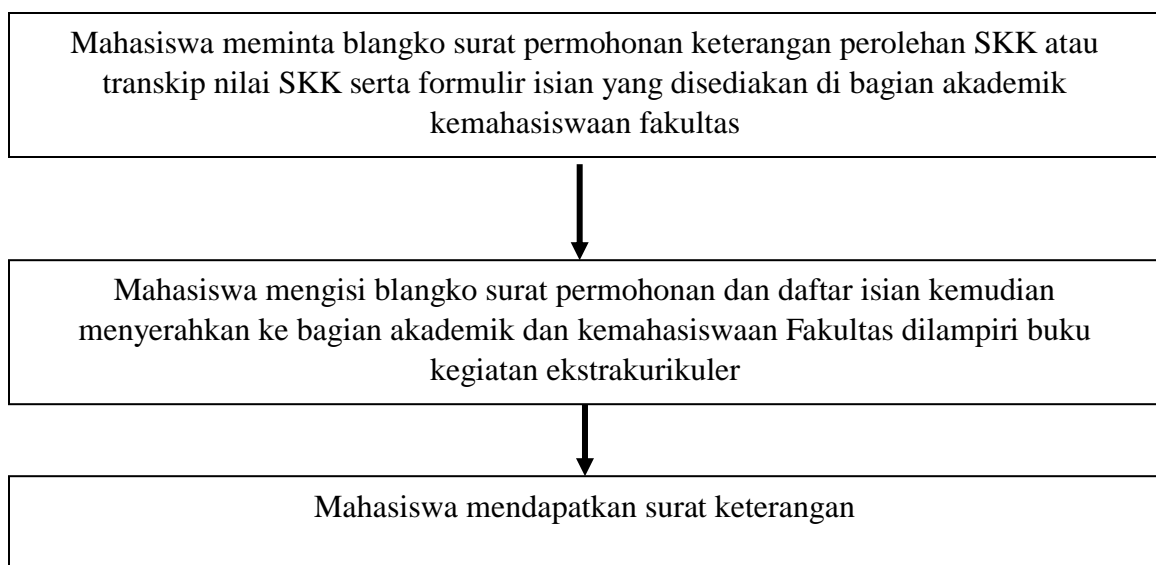 Mahasiswa meminta blangko surat permohonan keterangan perolehan SKK atau
transkip nilai SKK serta formulir isian yang disediakan di bagian akademik
kemahasiswaan fakultas
Mahasiswa mengisi blangko surat permohonan dan daftar isian kemudian
menyerahkan ke bagian akademik dan kemahasiswaan Fakultas dilampiri buku
kegiatan ekstrakurikuler
Mahasiswa mendapatkan surat keterangan